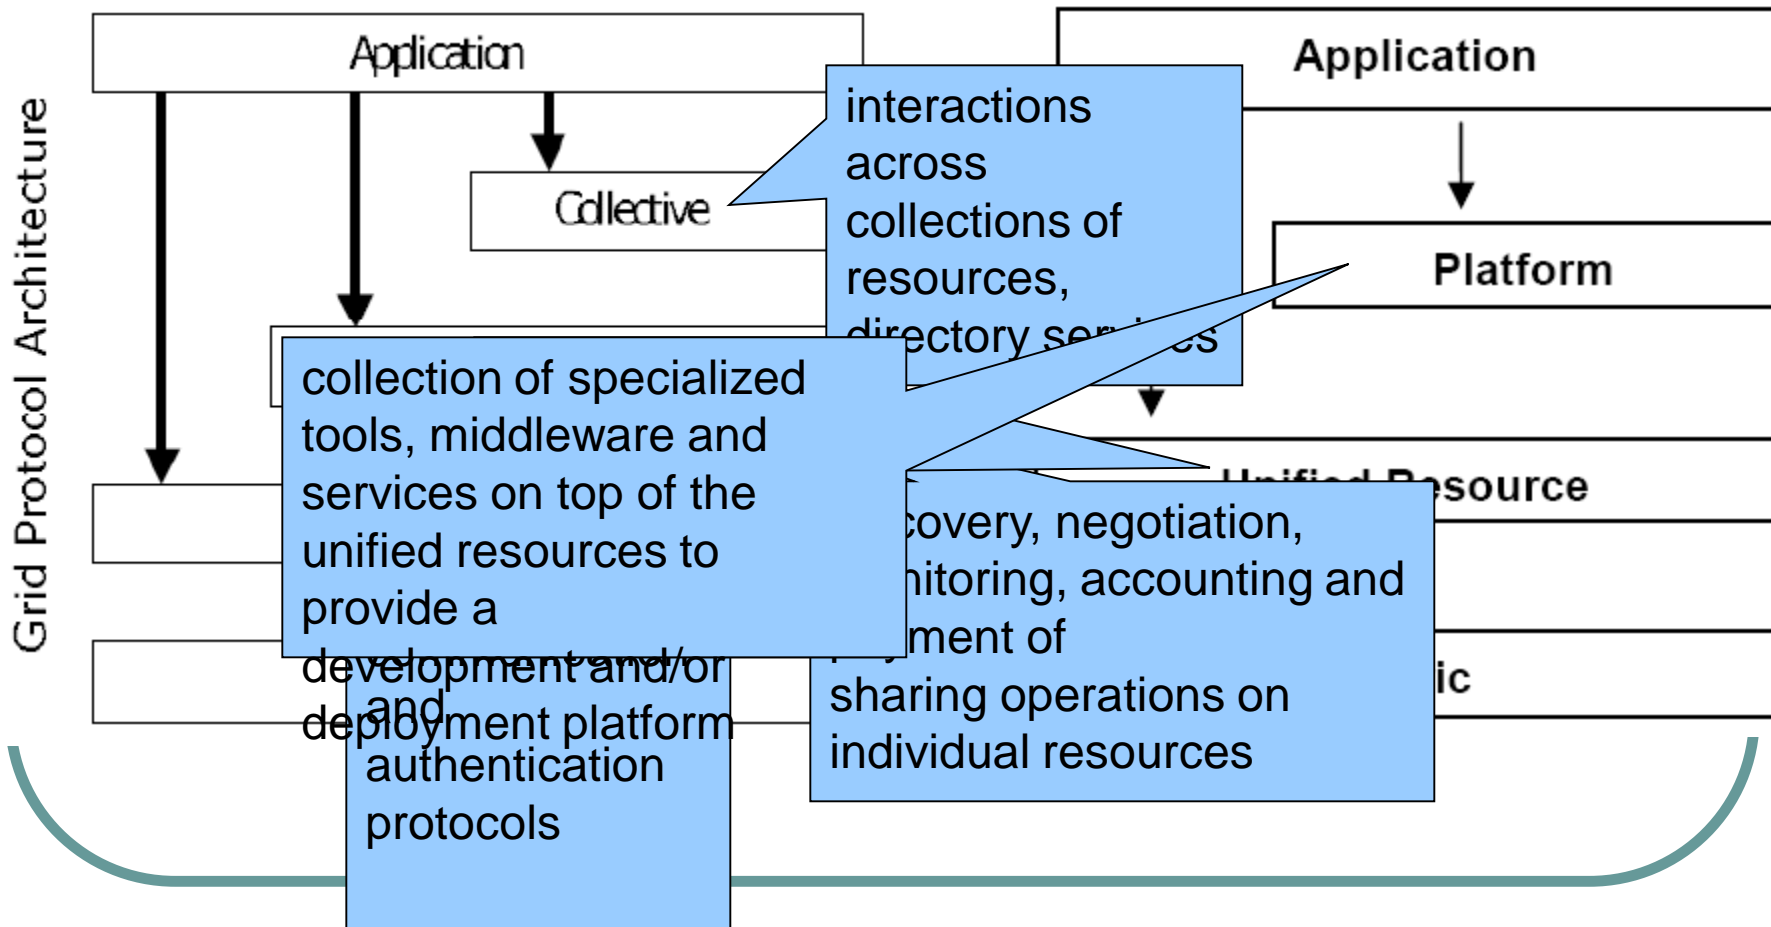 Grid Protocol Architecture
Application
Collective
Application
Platform
interactions
across
collections of
resources,
directory services
collection of specialized
tools, middleware and
services on top of the
unified resources to
provide a
development and/or
deployment platform
Unified Resource
covery, negotiation,
nitoring, accounting and
ment of
sharing operations on
individual resources
ic
and
authentication
protocols